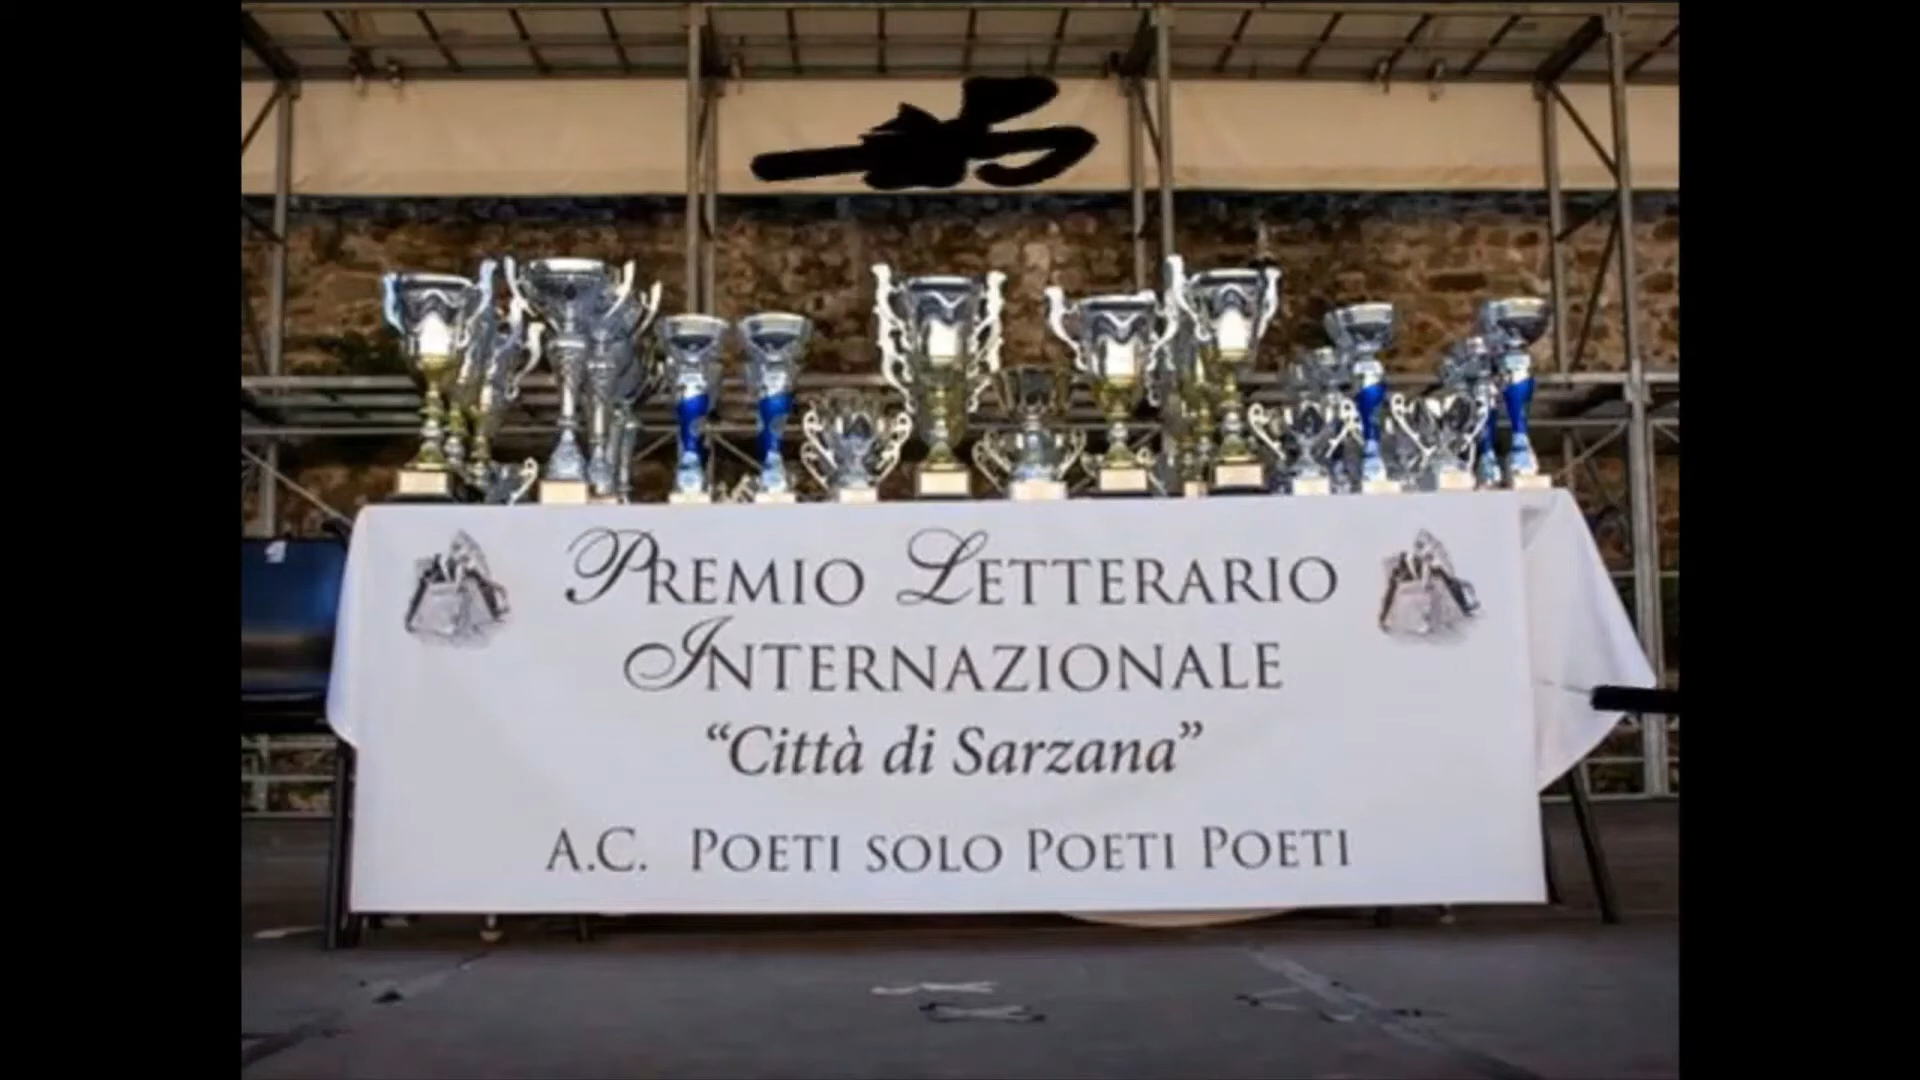 Premio Letterario
Internazionale
“Città di Sarzana”
A.C. Poeti solo Poeti Poeti